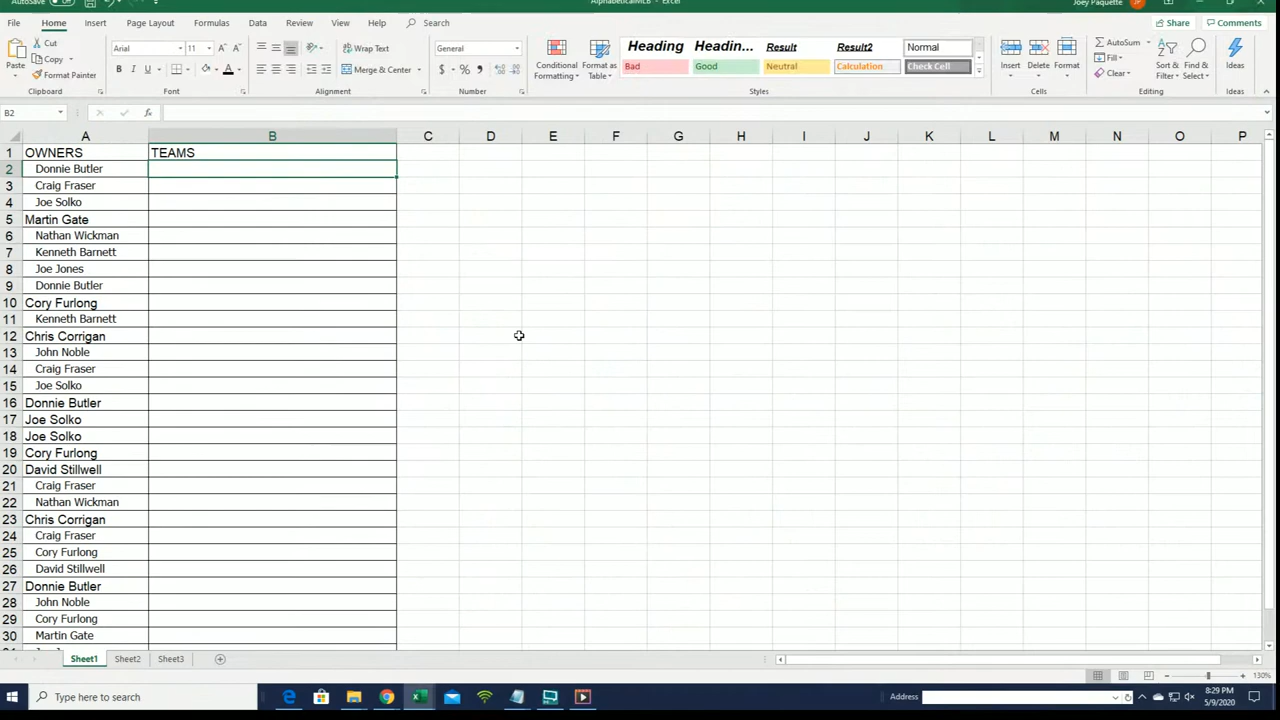 AutoSave Off AlphabeticalMLB - Excel Joey Paquette JP
File Home Insert Page Layout Formulas Data Review View Help Search Share Comments
Paste Cut Copy Format Painter Clipboard
Arial 11 B I U A Font
Wrap Text Merge & Center Alignment
General $ % Number
Conditional Formatting Format as Table
Heading Headin... Result Result2 Normal
Bad Good Neutral Calculation Check Cell
Styles
Insert Delete Format Cells
AutoSum Fill Clear Sort & Filter Find & Select Editing
Ideas Ideas
B2 fx
A B C D E F G H I J K L M N O P
1 OWNERS TEAMS
2 Donnie Butler
3 Craig Fraser
4 Joe Solko
5 Martin Gate
6 Nathan Wickman
7 Kenneth Barnett
8 Joe Jones
9 Donnie Butler
10 Cory Furlong
11 Kenneth Barnett
12 Chris Corrigan
13 John Noble
14 Craig Fraser
15 Joe Solko
16 Donnie Butler
17 Joe Solko
18 Joe Solko
19 Cory Furlong
20 David Stillwell
21 Craig Fraser
22 Nathan Wickman
23 Chris Corrigan
24 Craig Fraser
25 Cory Furlong
26 David Stillwell
27 Donnie Butler
28 John Noble
29 Cory Furlong
30 Martin Gate
Sheet1 Sheet2 Sheet3
130%
Type here to search Address 8:29 PM
5/9/2020